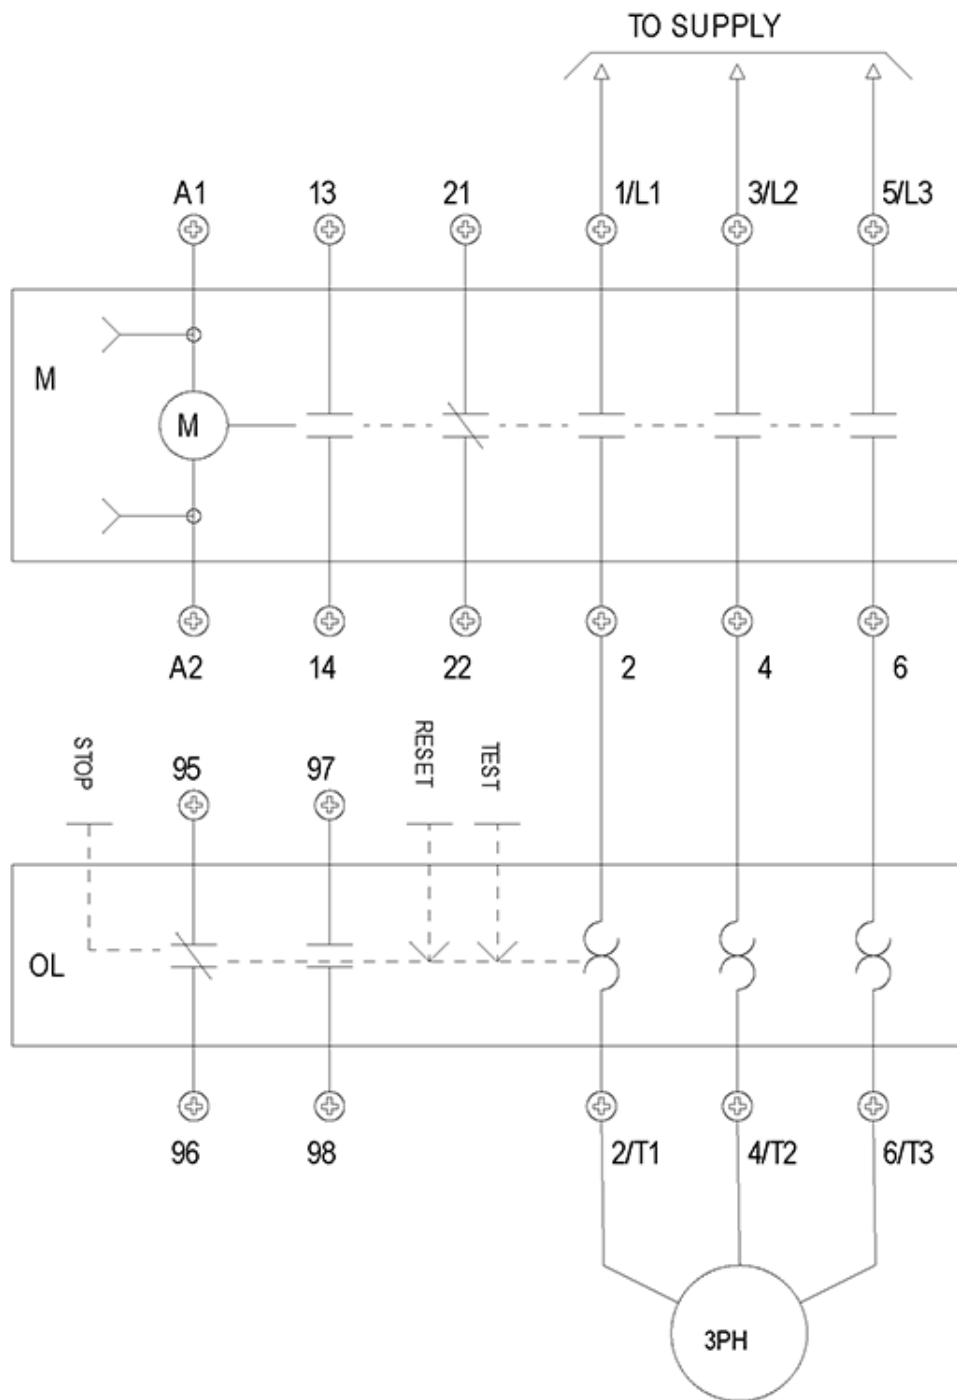 TO SUPPLY
A1 13 21 1/L1 3/L2 5/L3
M
M
A2 14 22 2 4 6
STOP
95 97
RESET
TEST
OL
96 98 2/T1 4/T2 6/T3
3PH